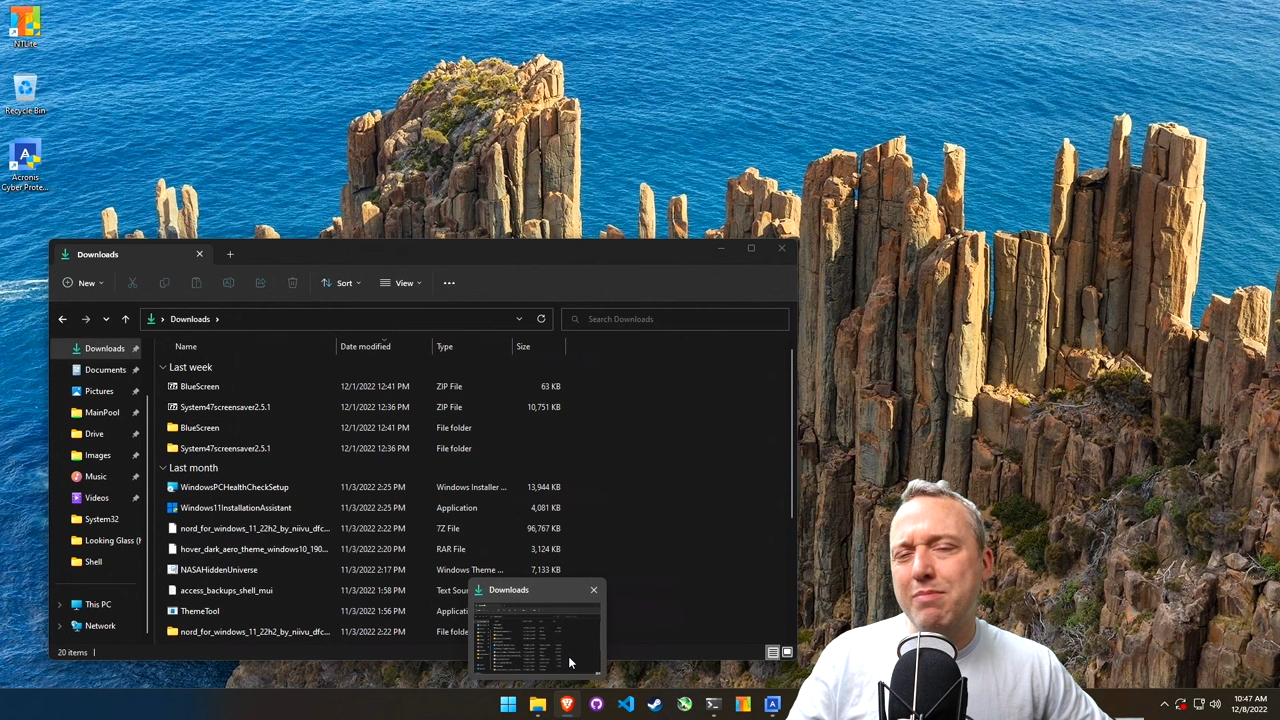 NTLite
Recycle Bin
Acronis
Cyber Prote...
Downloads
New
Sort
View
Downloads
Search Downloads
Name
Date modified
Type
Size
Downloads
Documents
Pictures
MainPool
Drive
Images
Music
Videos
System32
Looking Glass (H
Shell
This PC
Network
Last week
BlueScreen 12/1/2022 12:41 PM ZIP File 63 KB
System47screensaver2.5.1 12/1/2022 12:36 PM ZIP File 10,751 KB
BlueScreen 12/1/2022 12:41 PM File folder
System47screensaver2.5.1 12/1/2022 12:36 PM File folder
Last month
WindowsPCHealthCheckSetup 11/3/2022 2:25 PM Windows Installer ... 13,944 KB
Windows11InstallationAssistant 11/3/2022 2:25 PM Application 4,081 KB
nord_for_windows_11_22h2_by_niivu_dfc... 11/3/2022 2:22 PM 7Z File 96,767 KB
hover_dark_aero_theme_windows10_190... 11/3/2022 2:20 PM RAR File 3,124 KB
NASAHiddenUniverse 11/3/2022 2:17 PM Windows Theme ... 7,133 KB
access_backups_shell_mui 11/3/2022 1:58 PM Text Sour
ThemeTool 11/3/2022 1:56 PM Applicati
nord_for_windows_11_22h2_by_niivu_dfc... 11/3/2022 2:22 PM File folde
Downloads
20 items
10:47 AM
12/8/2022